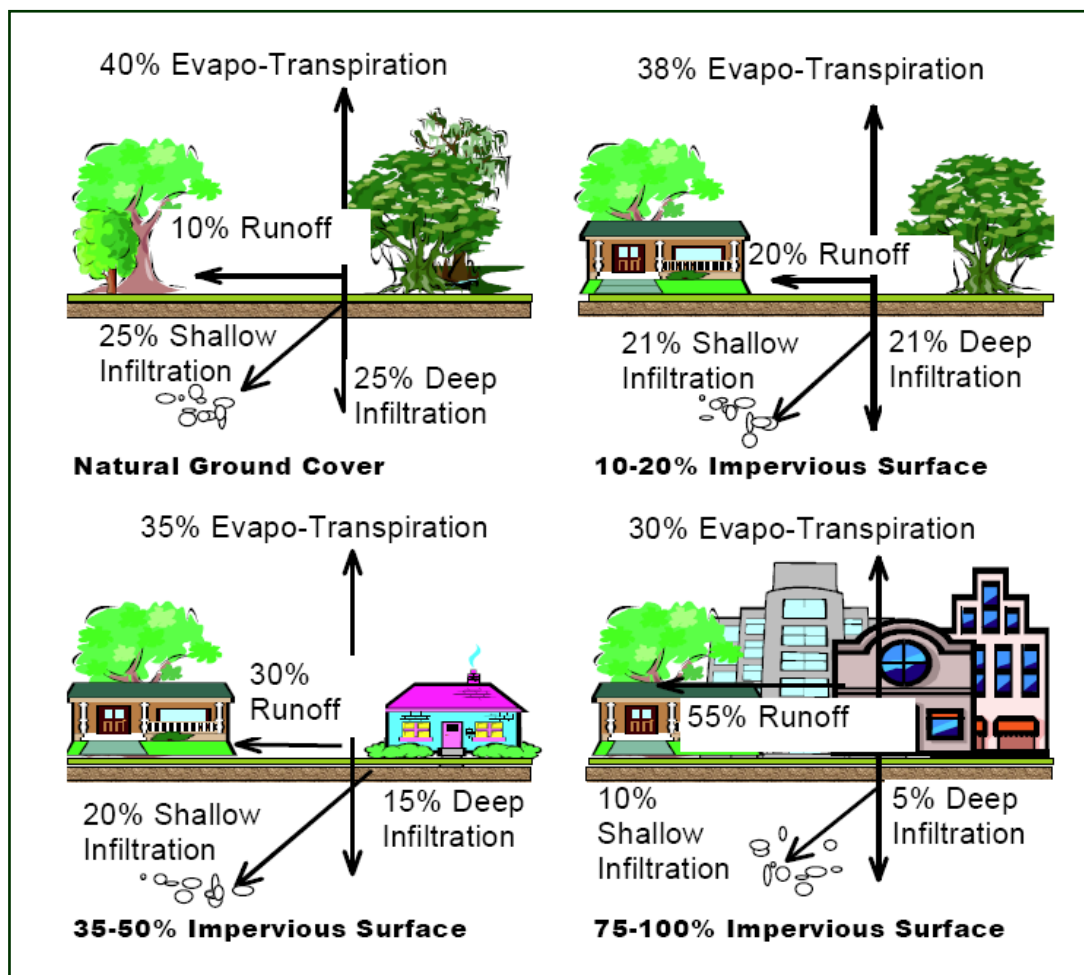 40% Evapo-Transpiration
10% Runoff
25% Shallow
Infiltration
25% Deep
Infiltration
Natural Ground Cover
38% Evapo-Transpiration
20% Runoff
21% Shallow
Infiltration
21% Deep
Infiltration
10-20% Impervious Surface
35% Evapo-Transpiration
30%
Runoff
20% Shallow
Infiltration
15% Deep
Infiltration
35-50% Impervious Surface
30% Evapo-Transpiration
55% Runoff
10%
Shallow
Infiltration
5% Deep
Infiltration
75-100% Impervious Surface